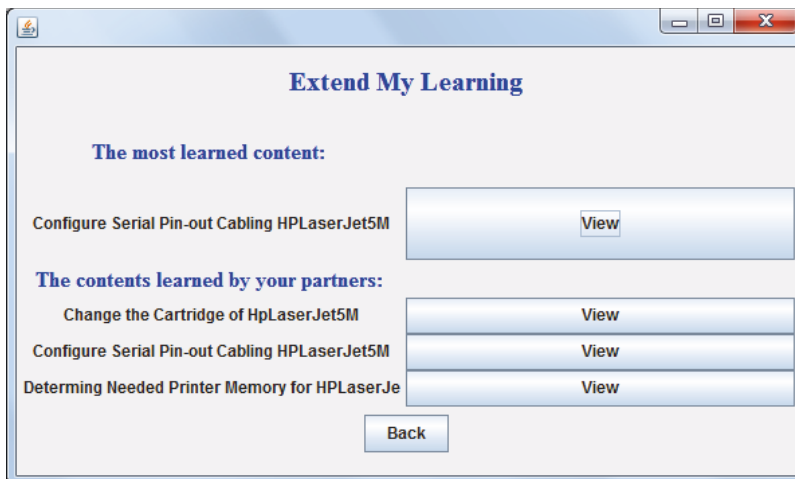 Extend My Learning
The most learned content:
Configure Serial Pin-out Cabling HPLaserJet5M View
The contents learned by your partners:
Change the Cartridge of HpLaserJet5M View
Configure Serial Pin-out Cabling HPLaserJet5M View
Determing Needed Printer Memory for HPLaserJe View
Back